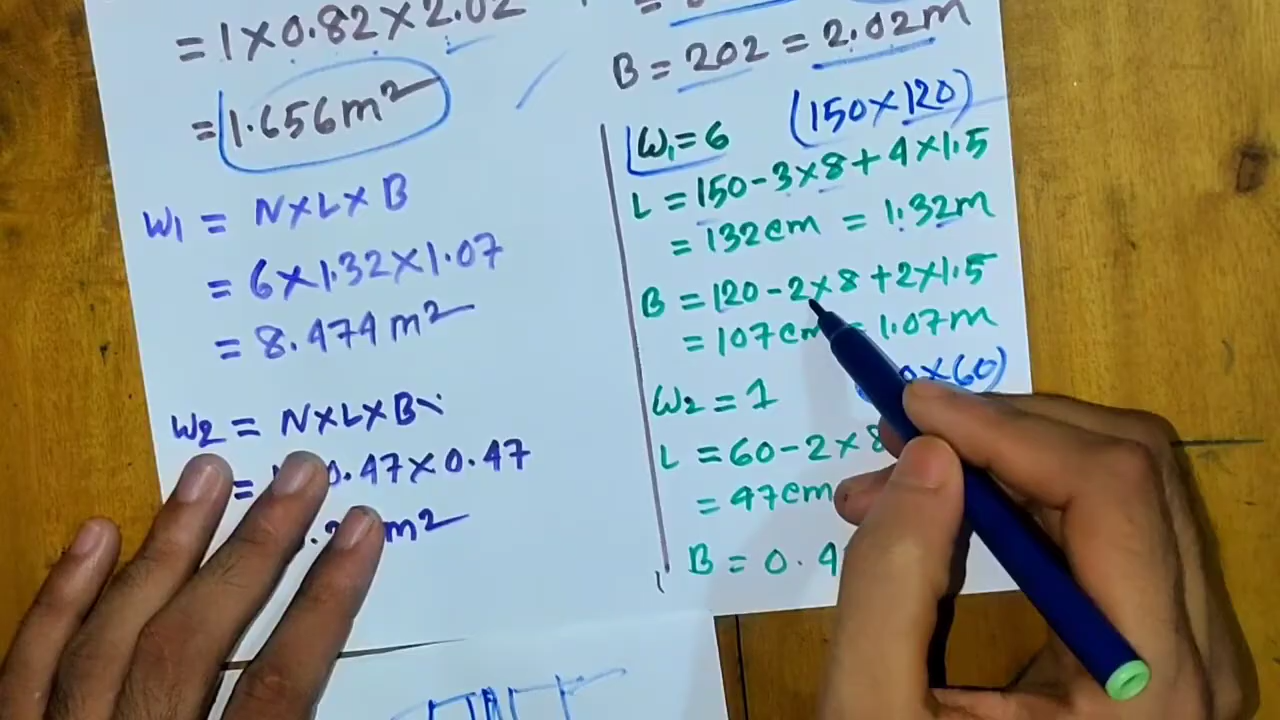 = 1×0.82×2.02
= 1.656m²
W₁ = N×L×B
= 6×1.32×1.07
= 8.474 m²
W₂ = N×L×B
= 0.47×0.47
m²
=
B = 202 = 2.02m
W₁ = 6 (150×120)
L = 150-3×8+4×1.5
= 132cm = 1.32m
B = 120-2×8+2×1.5
= 107cm = 1.07m
W₂ = 1 ×60)
L = 60-2×8
= 47cm
B = 0.4